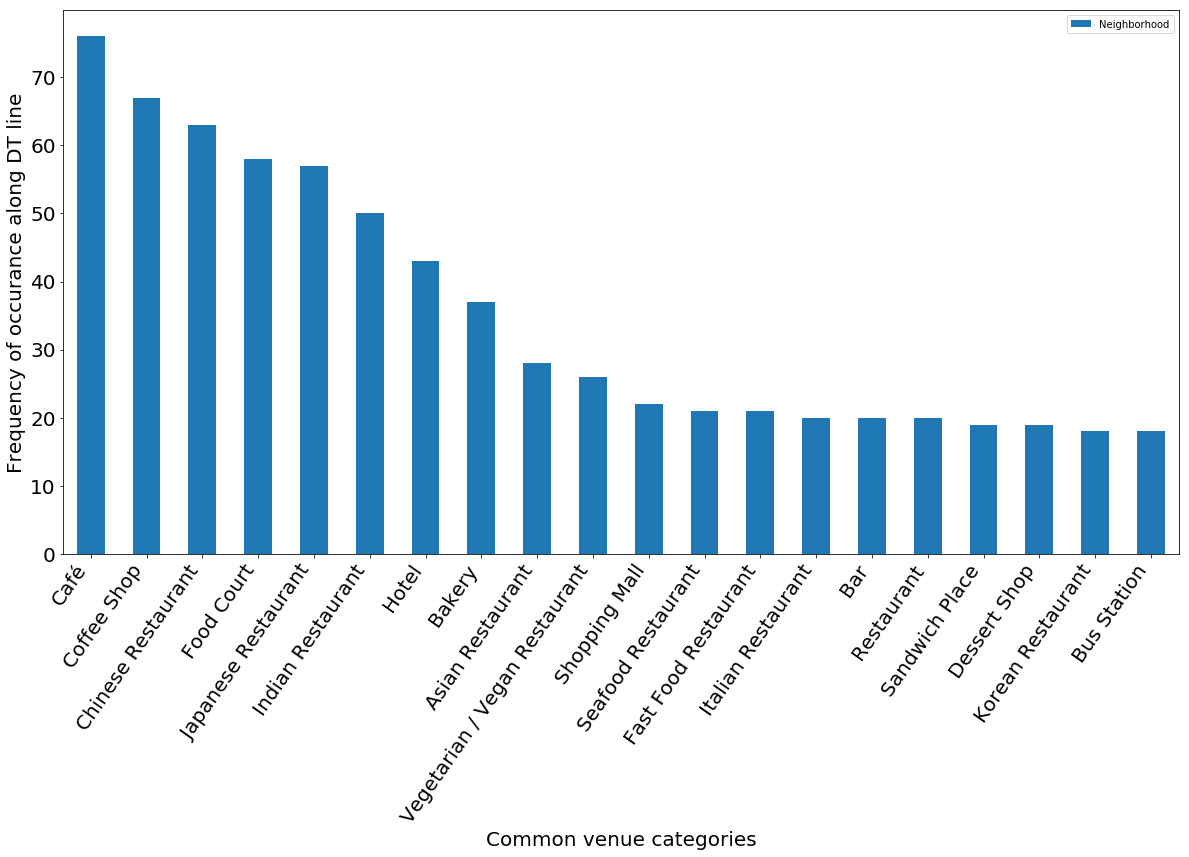 Neighborhood
Frequency of occurance along DT line
70
60
50
40
30
20
10
0
Café
Coffee Shop
Chinese Restaurant
Food Court
Japanese Restaurant
Indian Restaurant
Hotel
Bakery
Asian Restaurant
Vegetarian / Vegan Restaurant
Shopping Mall
Seafood Restaurant
Fast Food Restaurant
Italian Restaurant
Bar
Restaurant
Sandwich Place
Dessert Shop
Korean Restaurant
Bus Station
Common venue categories